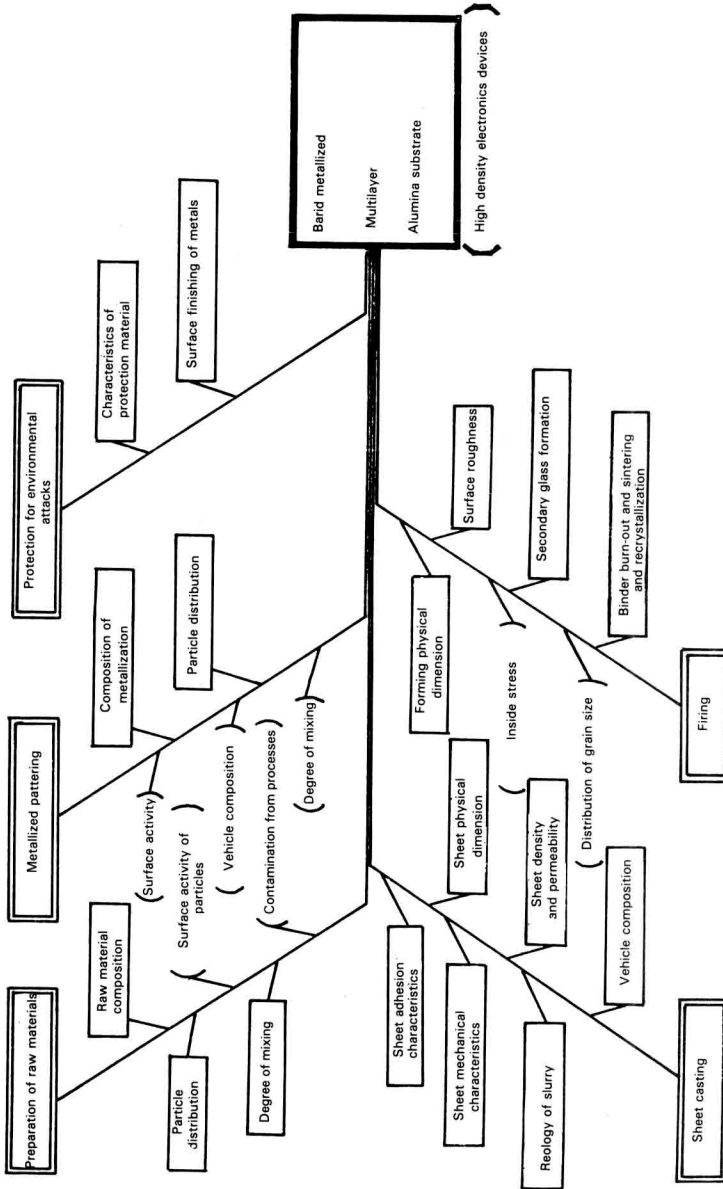 Preparation of raw materials
Raw material
composition
Particle
distribution
(Surface activity of
particles)
Degree of mixing
(Contamination from processes)
Metallized pattering
Composition of
metallization
(Surface activity)
Particle distribution
(Vehicle composition)
(Degree of mixing)
Protection for environmental
attacks
Characteristics of
protection material
Surface finishing of metals
Barid metallized
Multilayer
Alumina substrate
(High density electronics devices)
Sheet adhesion
characteristics
Sheet physical
dimension
Sheet mechanical
characteristics
Sheet density
and permeability
Reology of slurry
Vehicle composition
Sheet casting
Forming physical
dimension
Surface roughness
(Inside stress)
Secondary glass formation
(Distribution of grain size)
Binder burn-out and sintering
and recrystallization
Firing